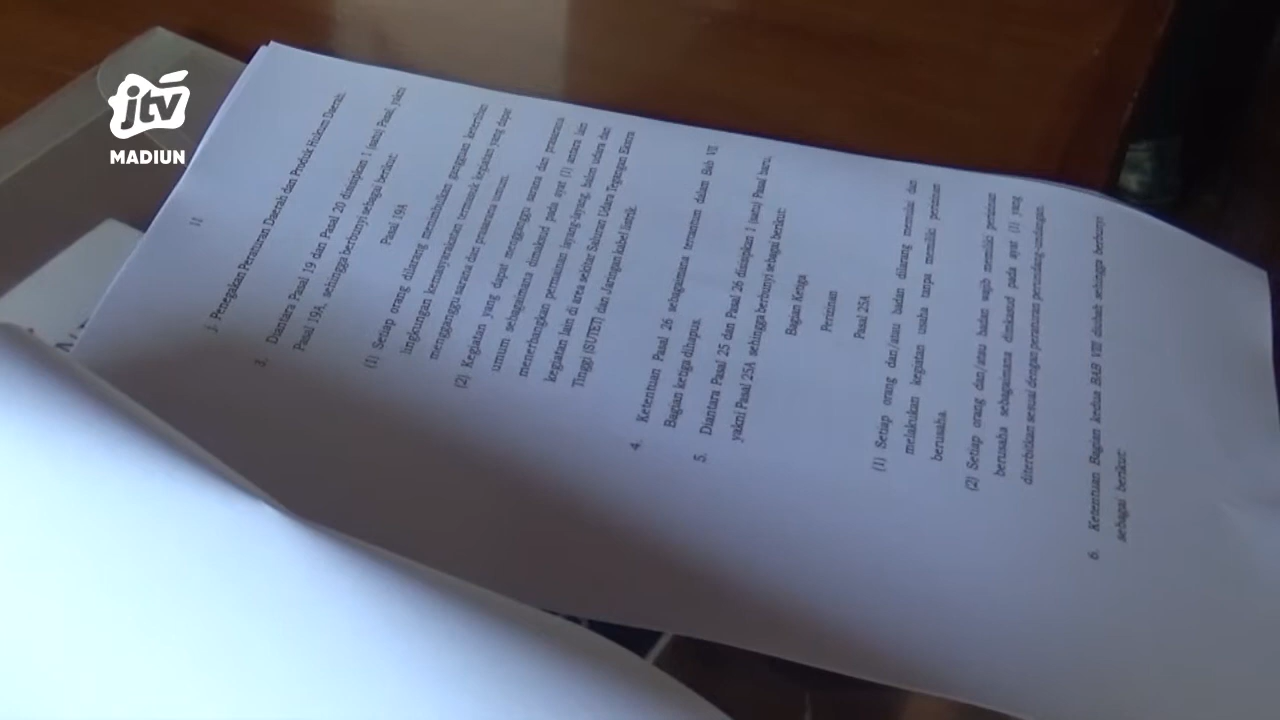 jtv
MADIUN
11
j. Penegakan Peraturan Daerah dan Produk Hukum Daerah.
3. Diantara Pasal 19 dan Pasal 20 disisipkan 1 (satu) Pasal, yakni
Pasal 19A, sehingga berbunyi sebagai berikut:
Pasal 19A
(1) Setiap orang dilarang menimbulkan gangguan ketertiban
lingkungan kemasyarakatan termasuk kegiatan yang dapat
mengganggu sarana dan prasarana umum.
(2) Kegiatan yang dapat mengganggu sarana dan prasarana
umum sebagaimana dimaksud pada ayat (1) antara lain
menerbangkan permainan layang-layang, balon udara dan
kegiatan lain di area sekitar Saluran Udara Tegangan Ekstra
Tinggi (SUTET) dan Jaringan kabel listrik.
4. Ketentuan Pasal 26 sebagaimana tercantum dalam Bab VII
Bagian ketiga dihapus.
5. Diantara Pasal 25 dan Pasal 26 disisipkan 1 (satu) Pasal baru,
yakni Pasal 25A sehingga berbunyi sebagai berikut:
Bagian Ketiga
Perizinan
Pasal 25A
(1) Setiap orang dan/atau badan dilarang memulai dan
melakukan kegiatan usaha tanpa memiliki perizinan
berusaha.
(2) Setiap orang dan/atau badan wajib memiliki perizinan
berusaha sebagaimana dimaksud pada ayat (1) yang
diterbitkan sesuai dengan peraturan perundang-undangan.
6. Ketentuan Bagian kedua BAB VIII diubah sehingga berbunyi
sebagai berikut: